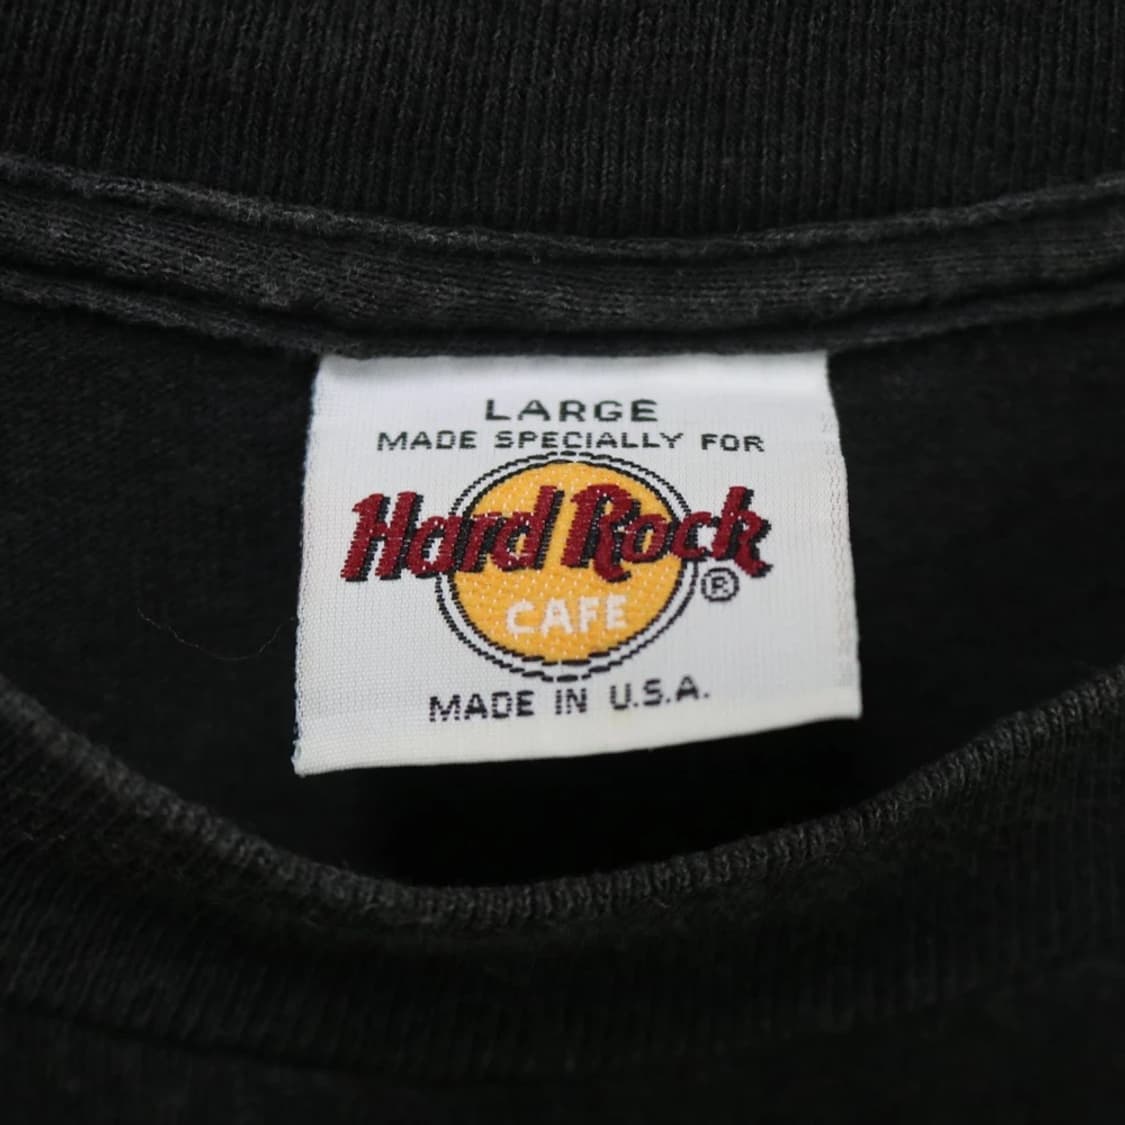 LARGE
MADE SPECIALLY FOR
Hard Rock
CAFE
®
MADE IN U.S.A.